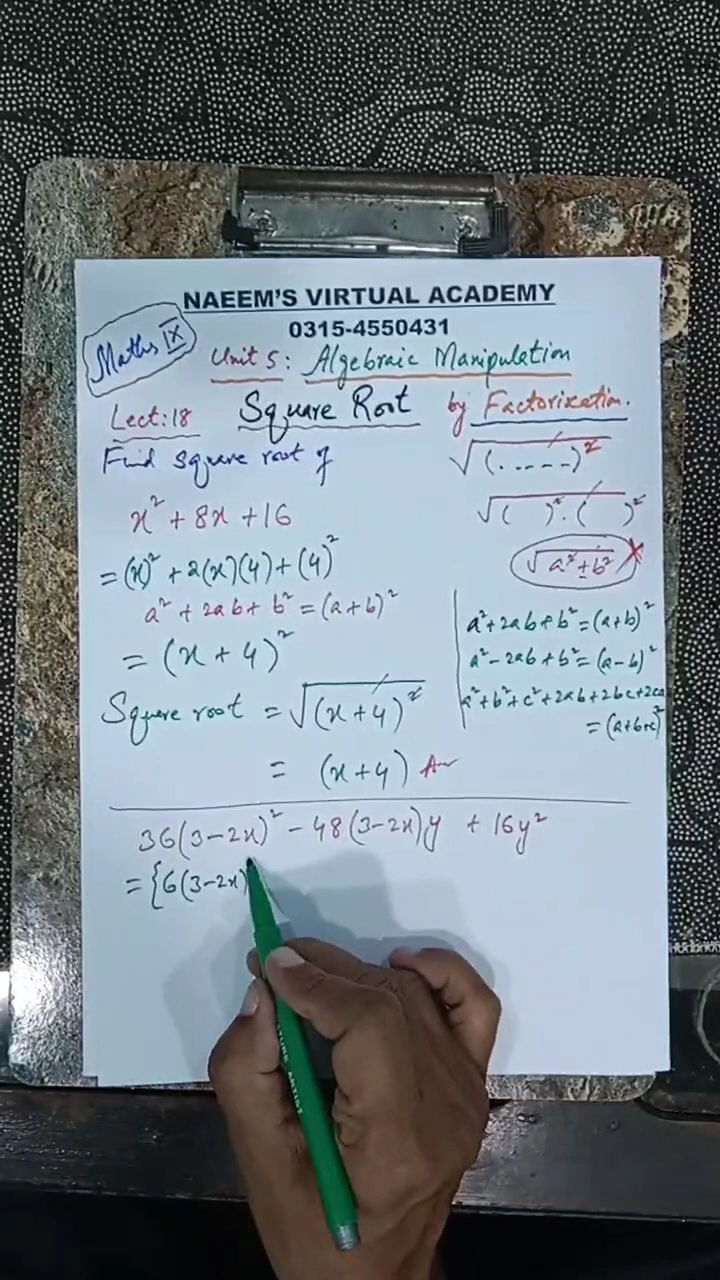 NAEEM'S VIRTUAL ACADEMY
0315-4550431
Maths IX
Unit 5: Algebraic Manipulation
Lect:18 Square Root by Factorization.
Find square root of
√(.....)²
x² + 8x + 16
√( )².( )²
= (x)² + 2(x)(4) + (4)²
√a² ± b²
a² + 2ab + b² = (a+b)²
= (x + 4)²
a²+2ab+b²=(a+b)²
a²-2ab+b²=(a-b)²
a²+b²+c²+2ab+2bc+2ca
=(a+b+c)²
Square root = √(x+4)²
= (x+4) Ans
36(3-2x)² - 48(3-2x)y + 16y²
= {6(3-2x)